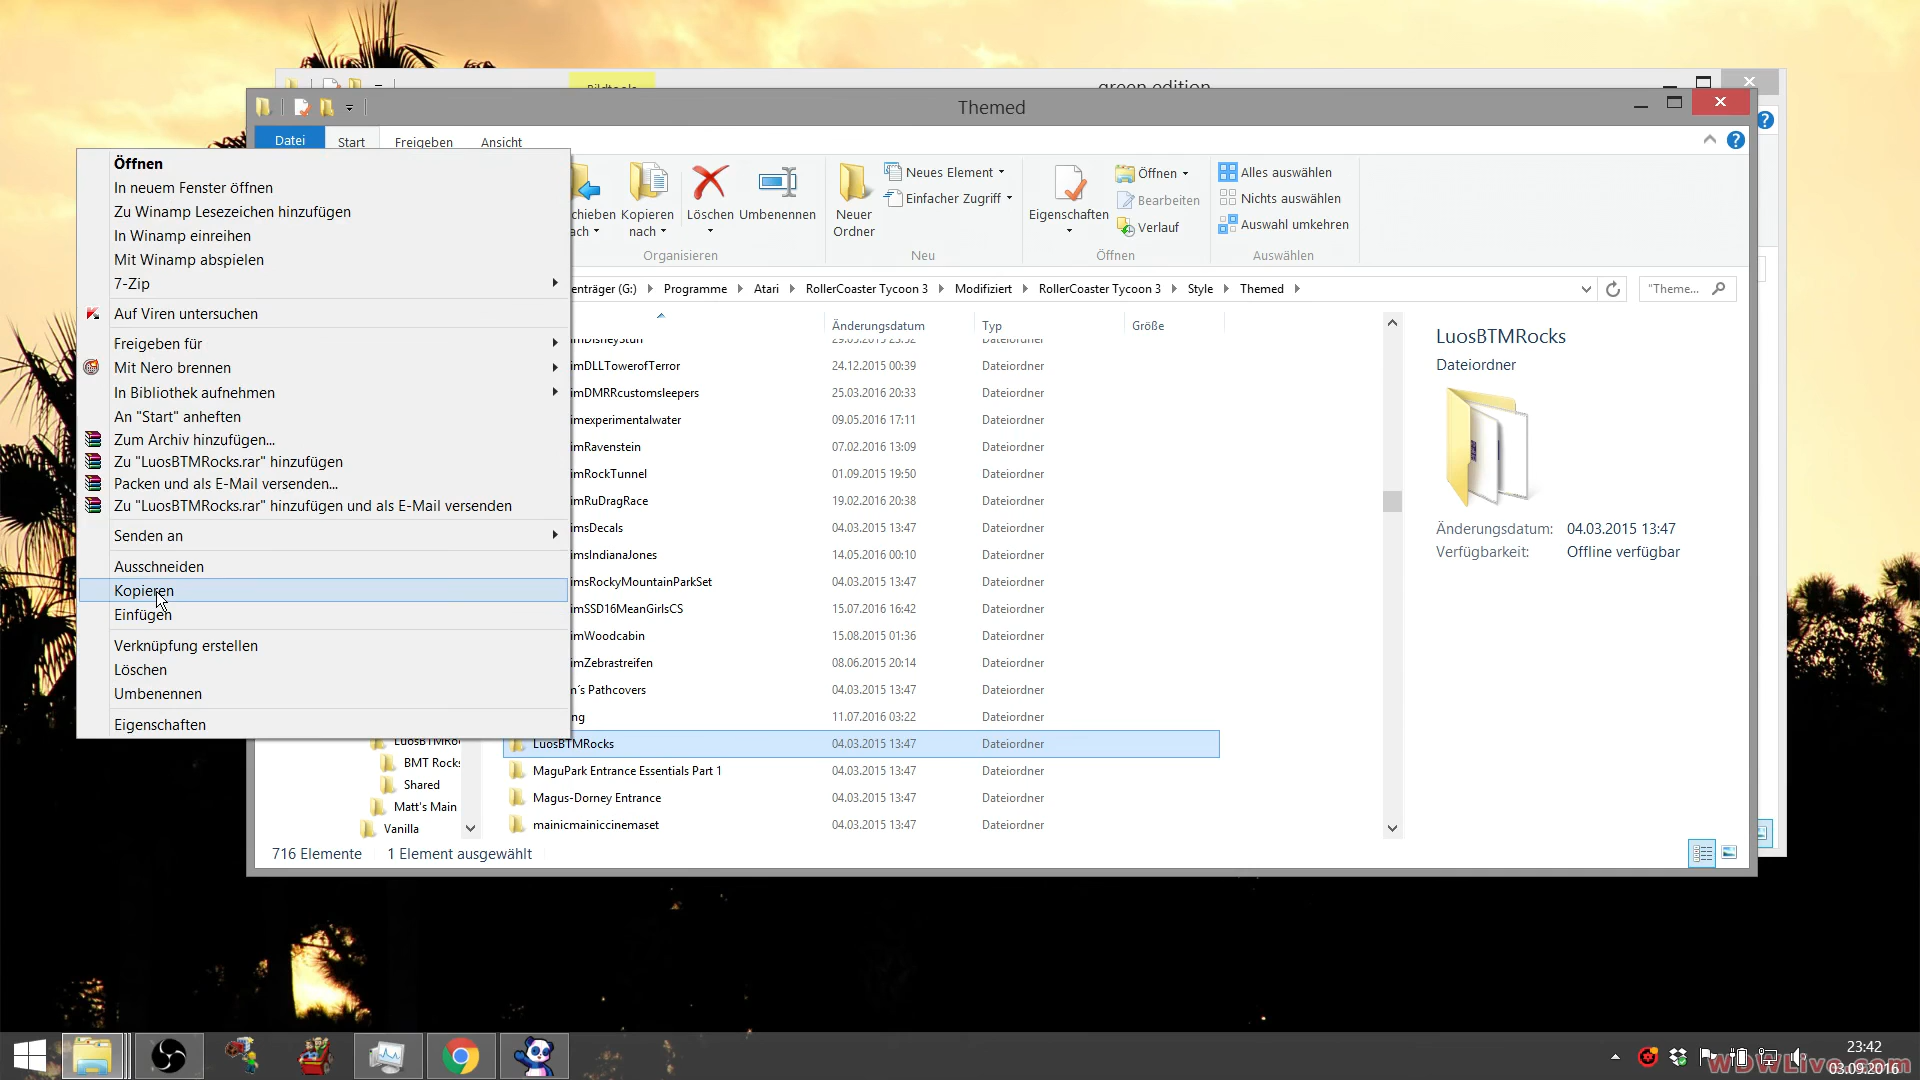 Bildtools
green edition
Themed
Datei
Start
Freigeben
Ansicht
Öffnen
In neuem Fenster öffnen
Zu Winamp Lesezeichen hinzufügen
In Winamp einreihen
Mit Winamp abspielen
7-Zip
Auf Viren untersuchen
Freigeben für
Mit Nero brennen
In Bibliothek aufnehmen
An "Start" anheften
Zum Archiv hinzufügen...
Zu "LuosBTMRocks.rar" hinzufügen
Packen und als E-Mail versenden...
Zu "LuosBTMRocks.rar" hinzufügen und als E-Mail versenden
Senden an
Ausschneiden
Kopieren
Einfügen
Verknüpfung erstellen
Löschen
Umbenennen
Eigenschaften
chieben
ach
Kopieren
nach
Löschen
Umbenennen
Organisieren
Neuer
Ordner
Neues Element
Einfacher Zugriff
Neu
Eigenschaften
Öffnen
Bearbeiten
Verlauf
Öffnen
Alles auswählen
Nichts auswählen
Auswahl umkehren
Auswählen
enträger (G:) Programme Atari RollerCoaster Tycoon 3 Modifiziert RollerCoaster Tycoon 3 Style Themed
"Theme...
Änderungsdatum Typ Größe
imDisneyStuff 29.05.2015 23:32 Dateiordner
imDLLTowerofTerror 24.12.2015 00:39 Dateiordner
imDMRRcustomsleepers 25.03.2016 20:33 Dateiordner
imexperimentalwater 09.05.2016 17:11 Dateiordner
imRavenstein 07.02.2016 13:09 Dateiordner
imRockTunnel 01.09.2015 19:50 Dateiordner
imRuDragRace 19.02.2016 20:38 Dateiordner
imsDecals 04.03.2015 13:47 Dateiordner
imsIndianaJones 14.05.2016 00:10 Dateiordner
imsRockyMountainParkSet 04.03.2015 13:47 Dateiordner
imSSD16MeanGirlsCS 15.07.2016 16:42 Dateiordner
imWoodcabin 15.08.2015 01:36 Dateiordner
imZebrastreifen 08.06.2015 20:14 Dateiordner
n´s Pathcovers 04.03.2015 13:47 Dateiordner
ng 11.07.2016 03:22 Dateiordner
LuosBTMRocks 04.03.2015 13:47 Dateiordner
MaguPark Entrance Essentials Part 1 04.03.2015 13:47 Dateiordner
Magus-Dorney Entrance 04.03.2015 13:47 Dateiordner
mainicmainiccinemaset 04.03.2015 13:47 Dateiordner
LuosBTMRo
BMT Rocks
Shared
Matt's Main
Vanilla
LuosBTMRocks
Dateiordner
Änderungsdatum: 04.03.2015 13:47
Verfügbarkeit: Offline verfügbar
716 Elemente
1 Element ausgewählt
23:42
03.09.2016
WDWLive.com